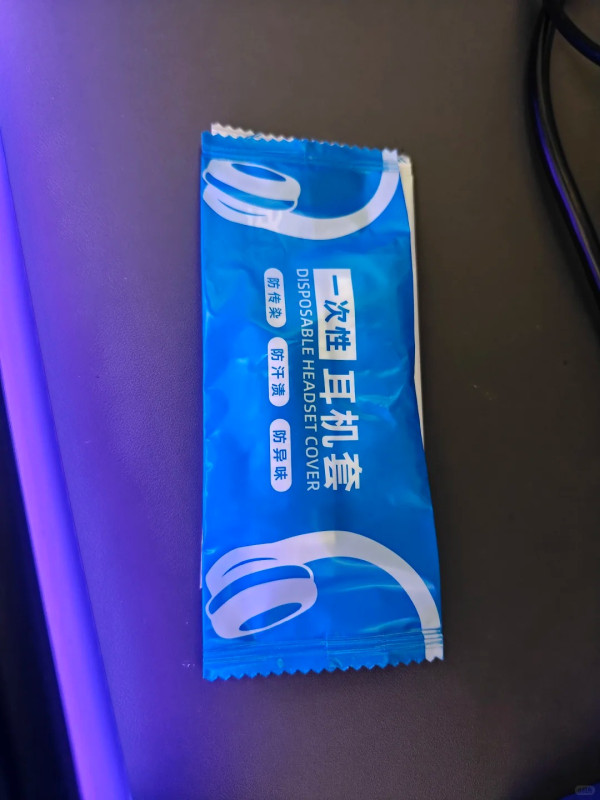 一次性 耳机套
DISPOSABLE HEADSET COVER
防传染 防汗渍 防异味